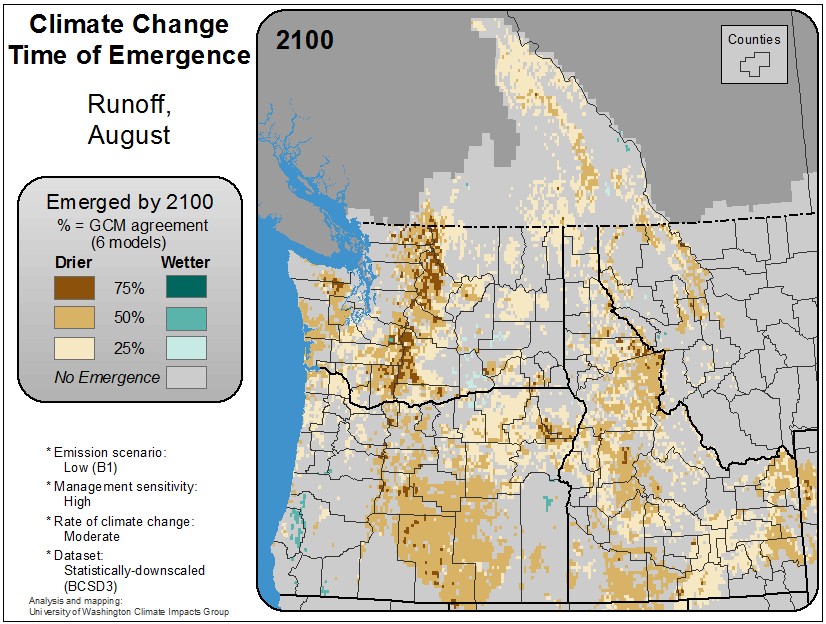 Climate Change
Time of Emergence
Runoff,
August
Emerged by 2100
% = GCM agreement
(6 models)
Drier Wetter
75%
50%
25%
No Emergence
* Emission scenario:
Low (B1)
* Management sensitivity:
High
* Rate of climate change:
Moderate
* Dataset:
Statistically-downscaled
(BCSD3)
Analysis and mapping:
University of Washington Climate Impacts Group
2100
Counties